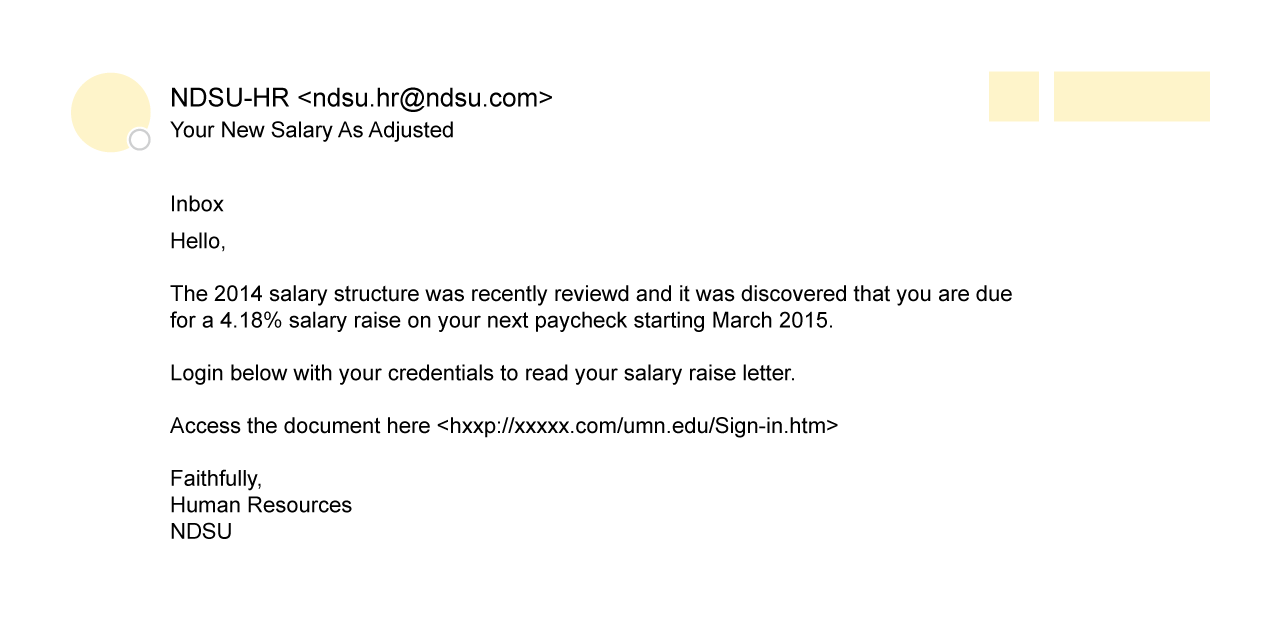 NDSU-HR <ndsu.hr@ndsu.com>
Your New Salary As Adjusted
Inbox
Hello,
The 2014 salary structure was recently reviewd and it was discovered that you are due
for a 4.18% salary raise on your next paycheck starting March 2015.
Login below with your credentials to read your salary raise letter.
Access the document here <hxxp://xxxxx.com/umn.edu/Sign-in.htm>
Faithfully,
Human Resources
NDSU